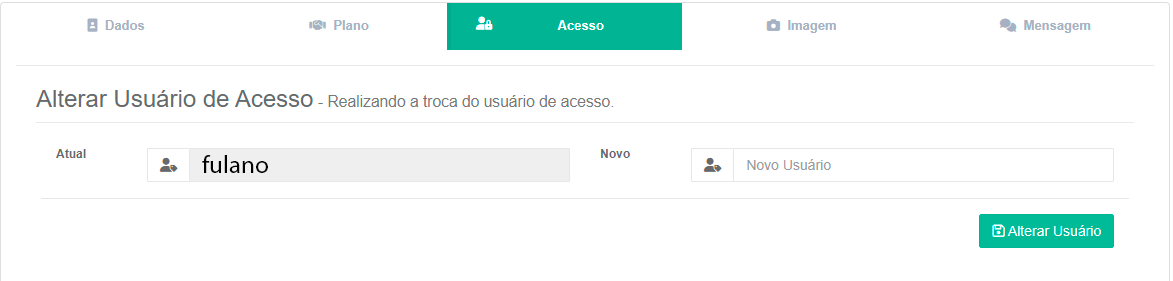 Dados Plano Acesso Imagem Mensagem
Alterar Usuário de Acesso - Realizando a troca do usuário de acesso.
Atual fulano Novo Novo Usuário
Alterar Usuário